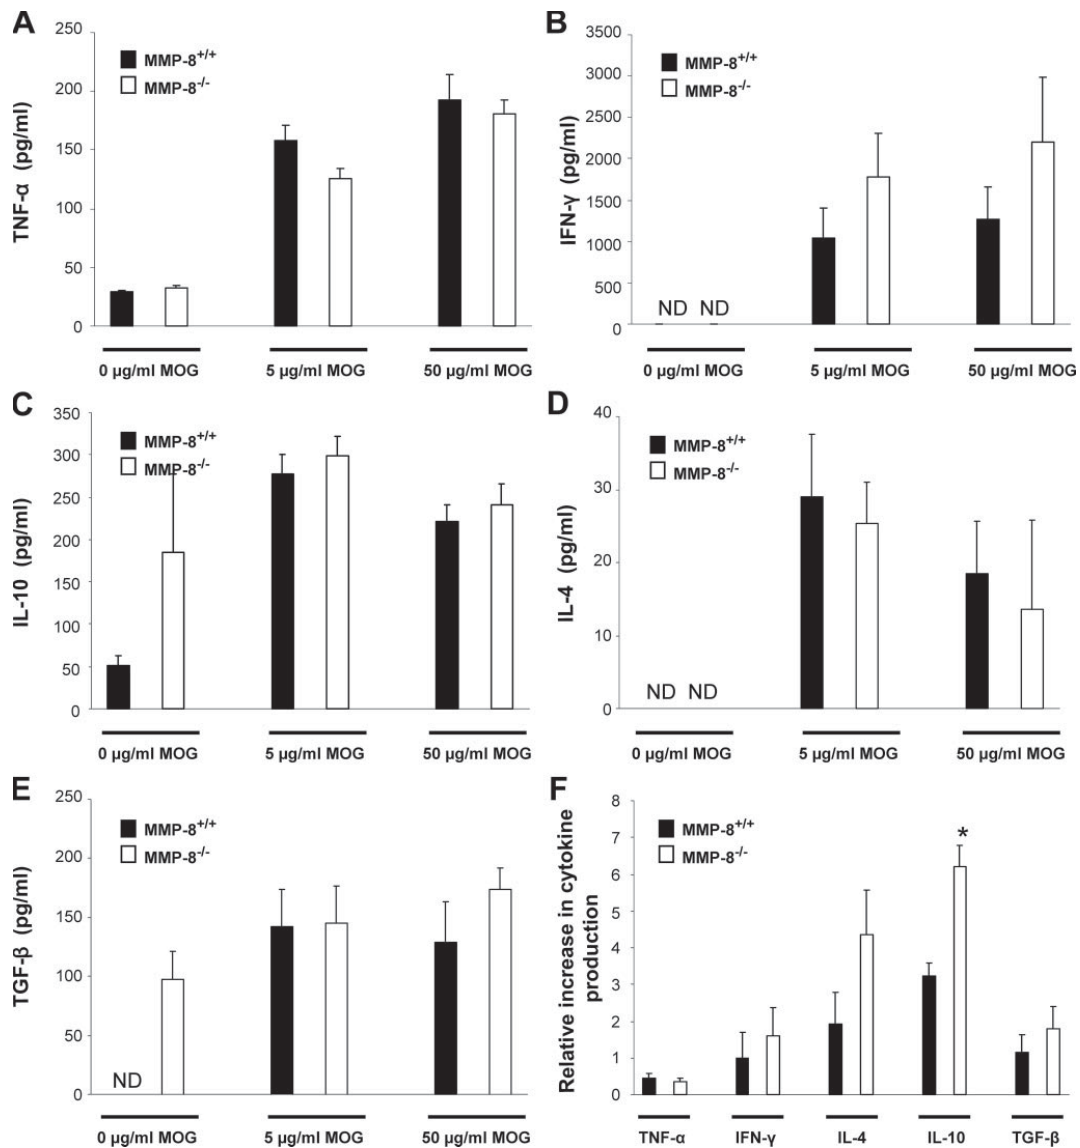 A
TNF-α (pg/ml)
250
200
150
100
50
0
MMP-8+/+
MMP-8-/-
0 µg/ml MOG
5 µg/ml MOG
50 µg/ml MOG
B
IFN-γ (pg/ml)
3500
3000
2500
2000
1500
1000
500
0
MMP-8+/+
MMP-8-/-
ND ND
0 µg/ml MOG
5 µg/ml MOG
50 µg/ml MOG
C
IL-10 (pg/ml)
350
300
250
200
150
100
50
0
MMP-8+/+
MMP-8-/-
0 µg/ml MOG
5 µg/ml MOG
50 µg/ml MOG
D
IL-4 (pg/ml)
40
30
20
10
0
MMP-8+/+
MMP-8-/-
ND ND
0 µg/ml MOG
5 µg/ml MOG
50 µg/ml MOG
E
TGF-β (pg/ml)
250
200
150
100
50
0
MMP-8+/+
MMP-8-/-
ND
0 µg/ml MOG
5 µg/ml MOG
50 µg/ml MOG
F
Relative increase in cytokine
production
8
7
6
5
4
3
2
1
0
MMP-8+/+
MMP-8-/-
*
TNF-α
IFN-γ
IL-4
IL-10
TGF-β